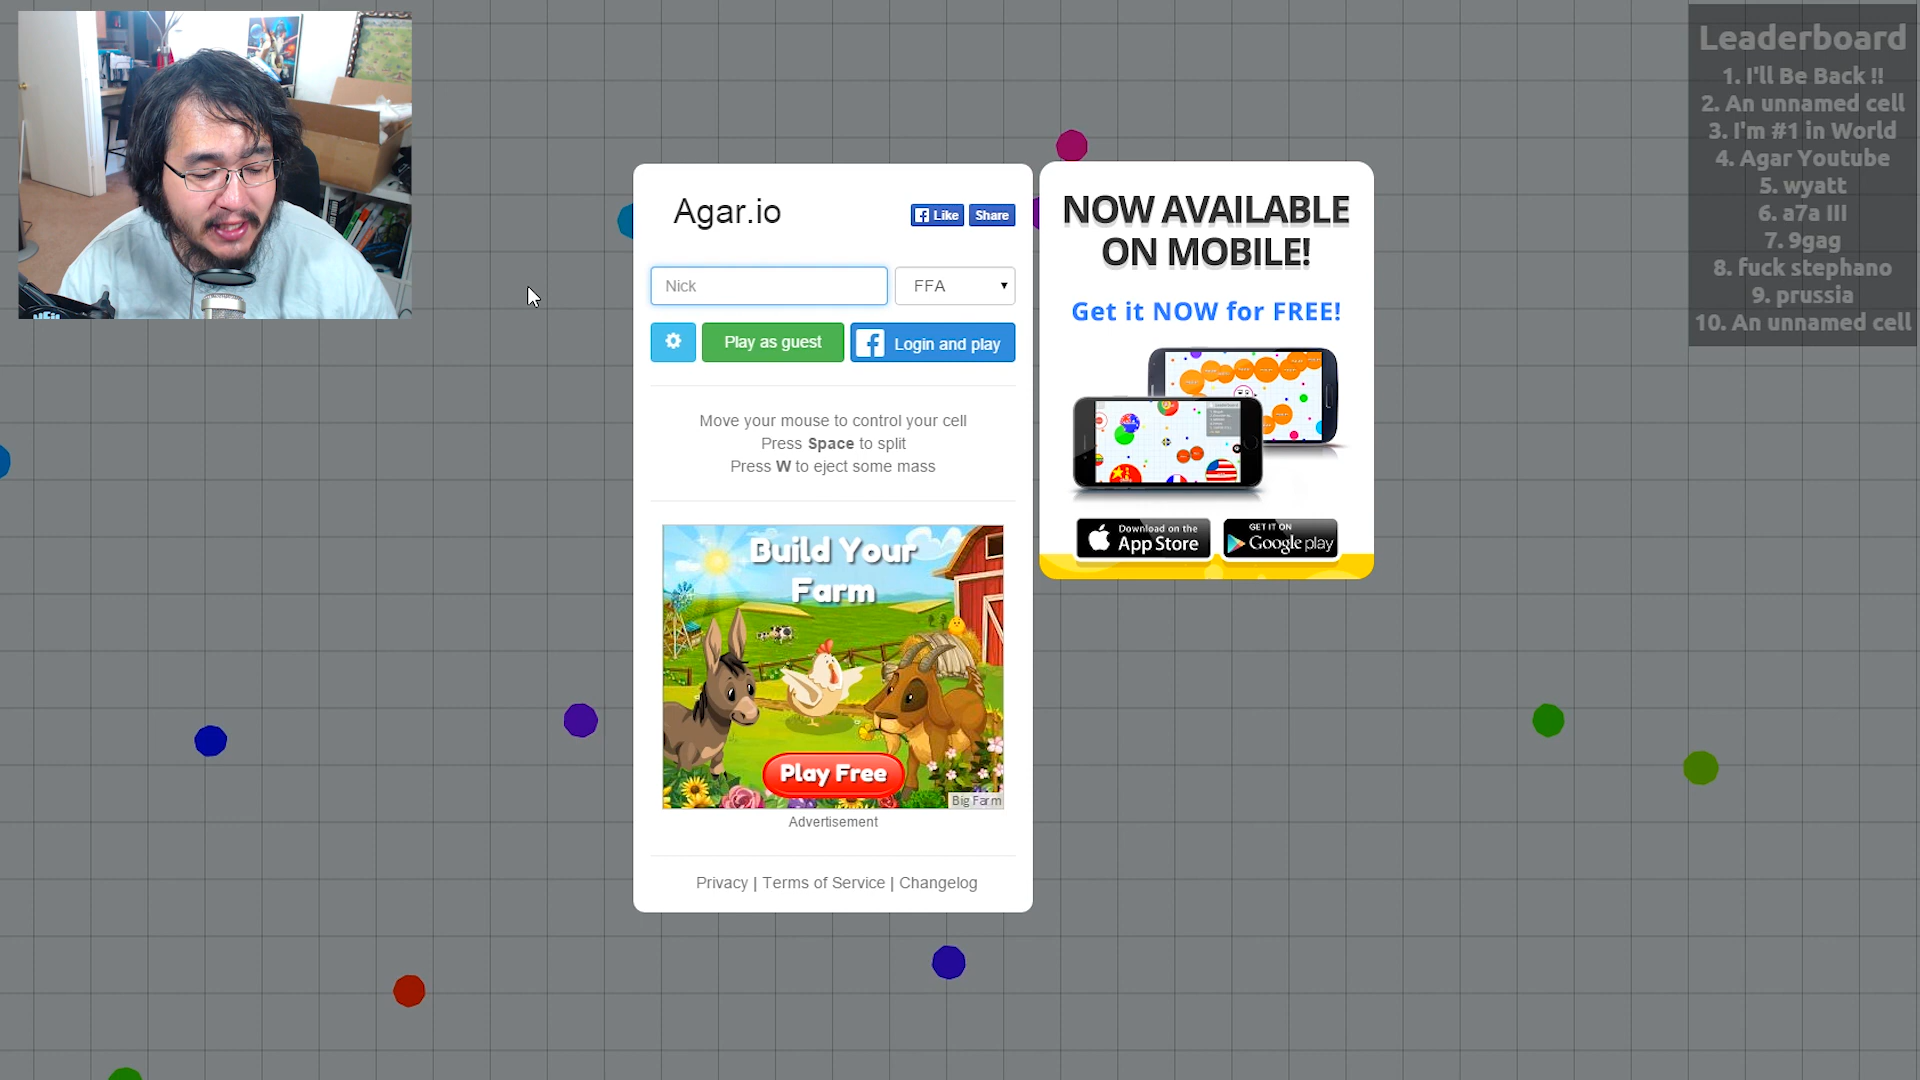 Agar.io
Like
Share
Nick
FFA
Play as guest
Login and play
Move your mouse to control your cell
Press Space to split
Press W to eject some mass
Build Your
Farm
Play Free
Big Farm
Advertisement
Privacy | Terms of Service | Changelog
NOW AVAILABLE
ON MOBILE!
Get it NOW for FREE!
Download on the
App Store
GET IT ON
Google play
Leaderboard
1. I'll Be Back !!
2. An unnamed cell
3. I'm #1 in World
4. Agar Youtube
5. wyatt
6. a7a III
7. 9gag
8. fuck stephano
9. prussia
10. An unnamed cell